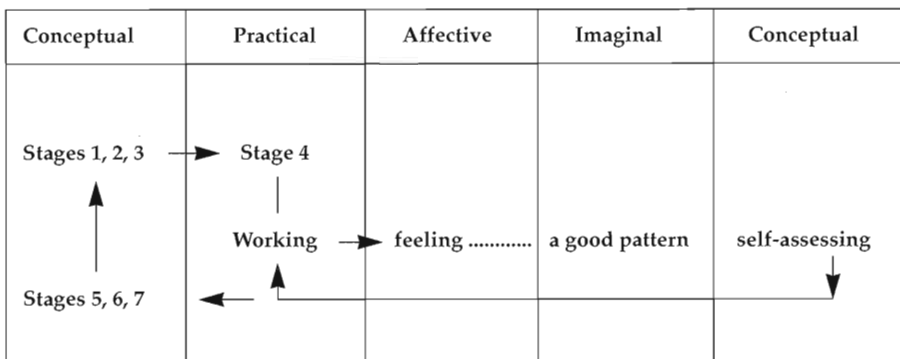 Conceptual Practical Affective Imaginal Conceptual
Stages 1, 2, 3 Stage 4
Working feeling ............ a good pattern self-assessing
Stages 5, 6, 7